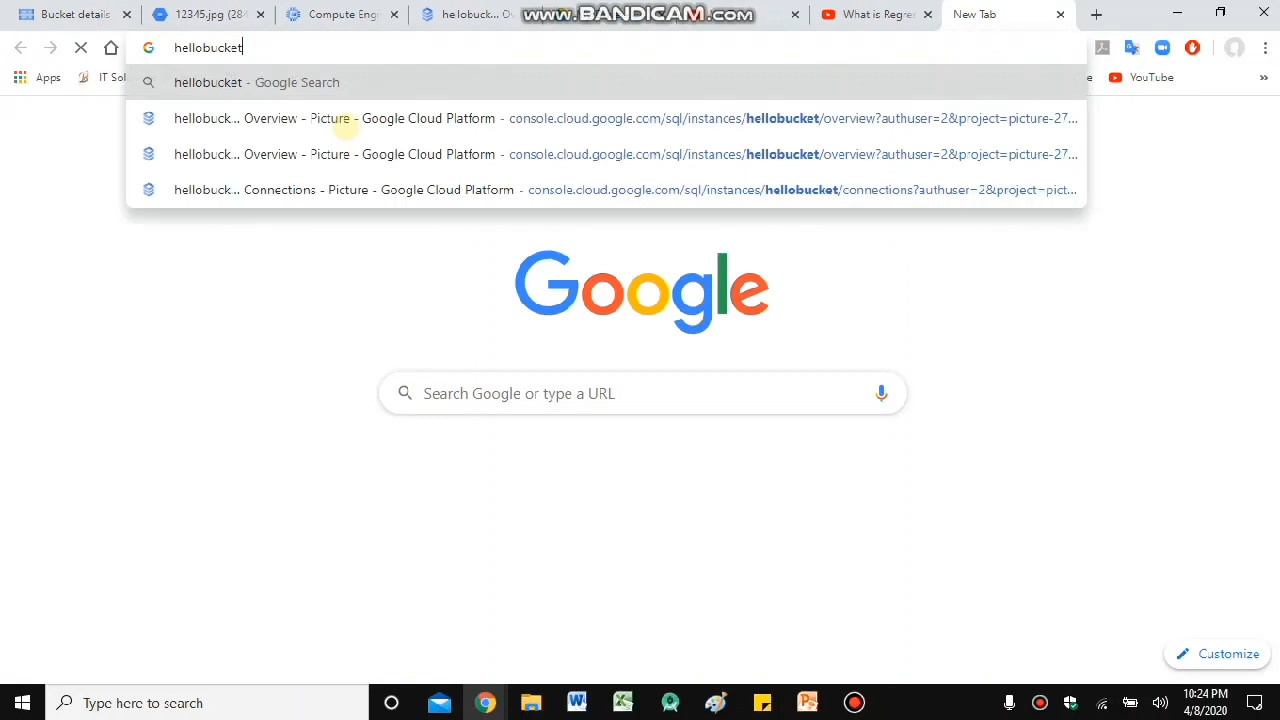 Bucket details
12345.jpg (28
Compute Engi
hellobuck... Ov
www.BANDICAM.com
What is Regres
New Tab
hellobucket
Apps
IT Sol
YouTube
hellobucket - Google Search
hellobuck... Overview - Picture - Google Cloud Platform - console.cloud.google.com/sql/instances/hellobucket/overview?authuser=2&project=picture-27...
hellobuck... Overview - Picture - Google Cloud Platform - console.cloud.google.com/sql/instances/hellobucket/overview?authuser=2&project=picture-27...
hellobuck... Connections - Picture - Google Cloud Platform - console.cloud.google.com/sql/instances/hellobucket/connections?authuser=2&project=pict...
Google
Search Google or type a URL
Customize
Type here to search
10:24 PM
4/8/2020